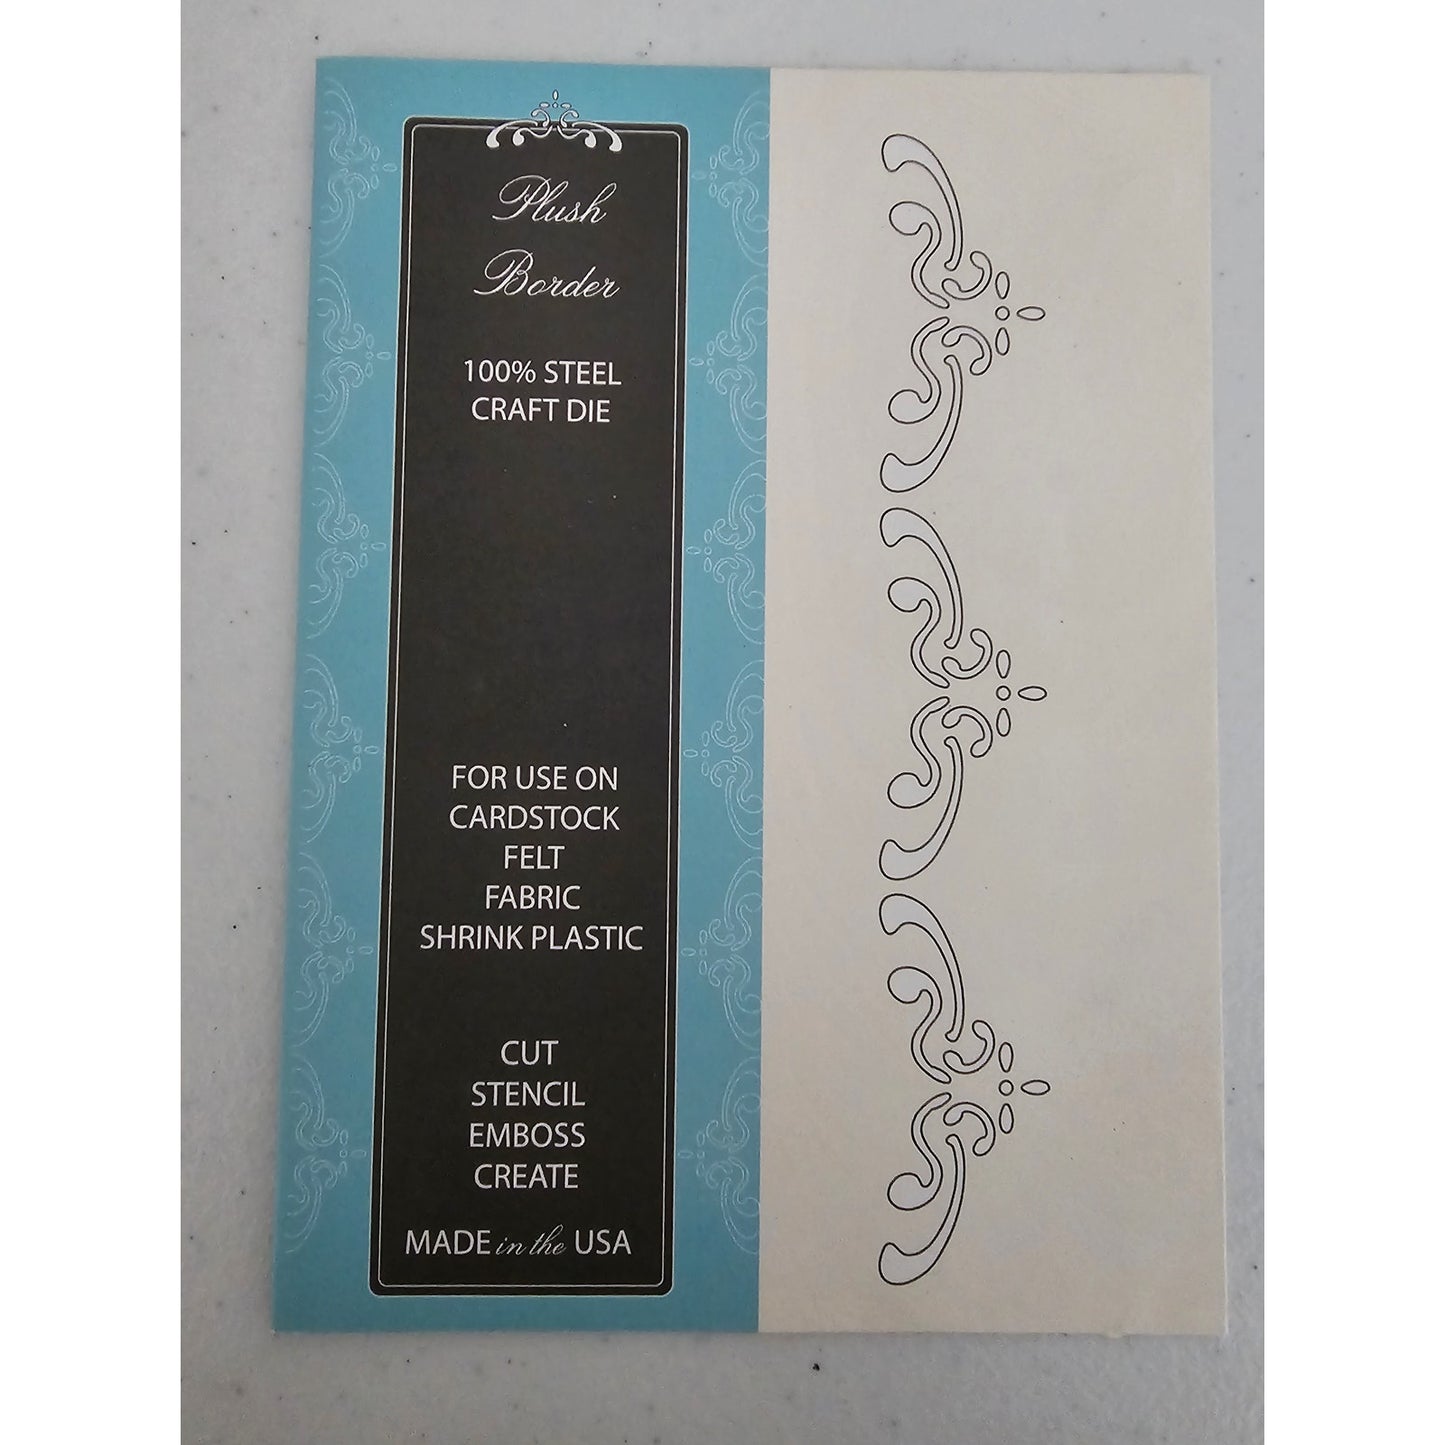 Plush
Border
100% STEEL
CRAFT DIE
FOR USE ON
CARDSTOCK
FELT
FABRIC
SHRINK PLASTIC
CUT
STENCIL
EMBOSS
CREATE
MADE in the USA